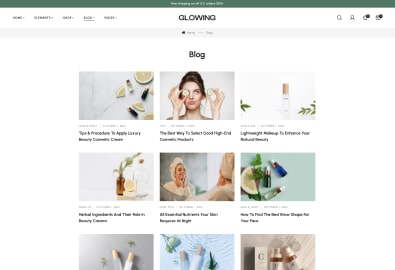 Free shipping on all U.S. orders $50+
HOME
ELEMENTS
SHOP
BLOG
PAGES
GLOWING
Home
Blog
Blog
Tips & Procedure To Apply Luxury
Beauty Cosmetic Cream
The Best Way To Select Good High-End
Cosmetics Products
Lightweight Makeup To Enhance Your
Natural Beauty
Herbal Ingredients And Their Role In
Beauty Creams
All Essential Nutrients Your Skin
Requires At Night
How To Find The Best Brow Shape For
Your Face